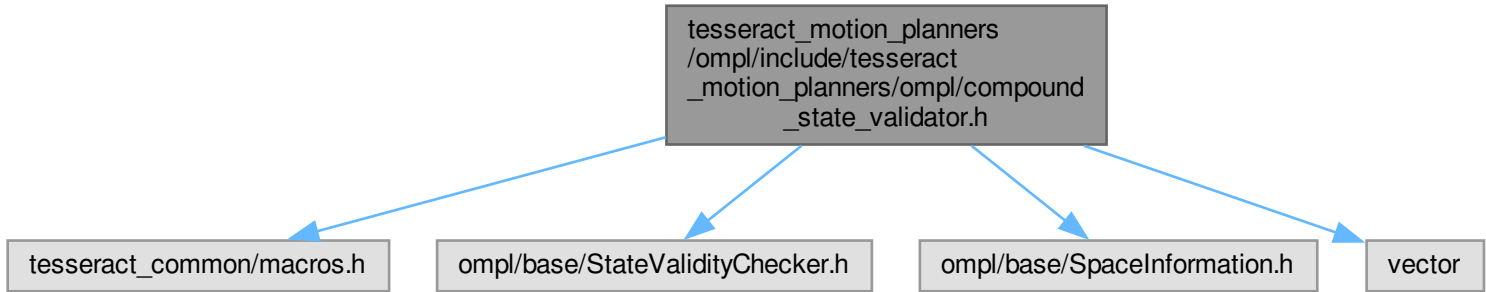 tesseract_motion_planners
/ompl/include/tesseract
_motion_planners/ompl/compound
_state_validator.h
tesseract_common/macros.h
ompl/base/StateValidityChecker.h
ompl/base/SpaceInformation.h
vector